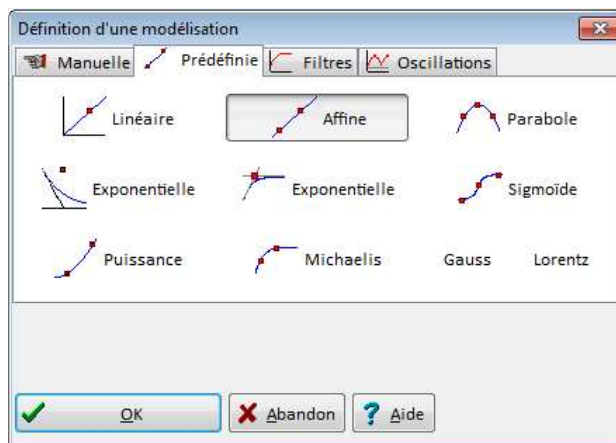 Définition d'une modélisation
Manuelle Prédéfinie Filtres Oscillations
Linéaire Affine Parabole
Exponentielle Exponentielle Sigmoïde
Puissance Michaelis Gauss Lorentz
OK Abandon Aide